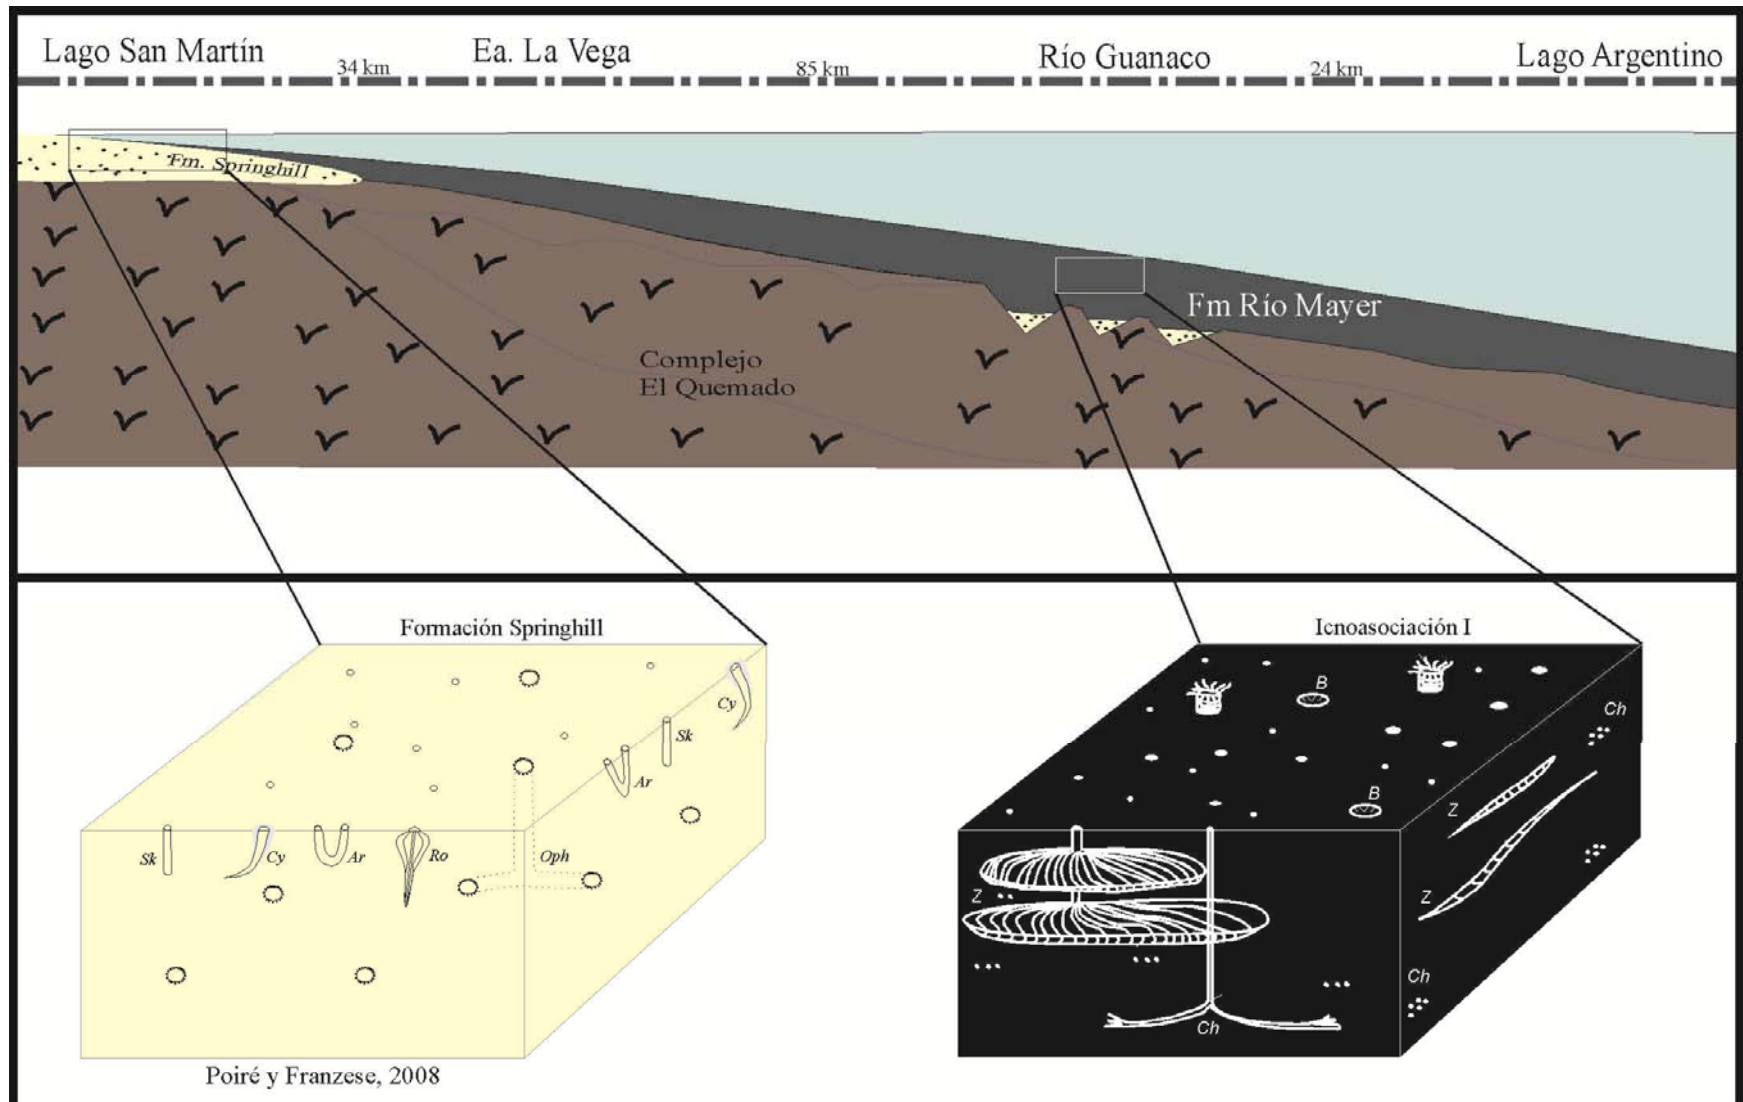 Lago San Martín
34 km
Ea. La Vega
85 km
Río Guanaco
24 km
Lago Argentino
Fm. Springhill
Fm Río Mayer
Complejo
El Quemado
Formación Springhill
Cy
Sk
Ar
Sk
Cy
Ar
Ro
Oph
Poiré y Franzese, 2008
Icnoasociación I
B
Ch
B
Z
Z
Z
Ch
Ch